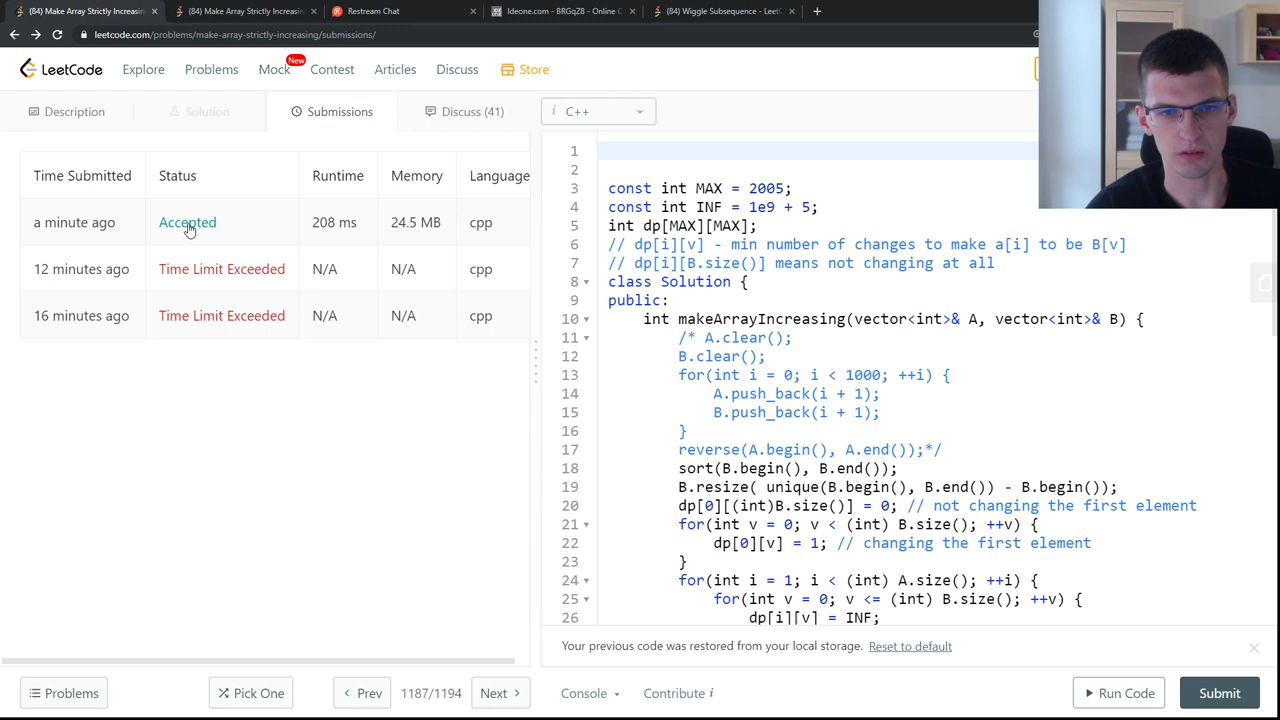 (84) Make Array Strictly Increasin
(84) Make Array Strictly Increasin
Restream Chat
Ideone.com - BRGqZ8 - Online C
(84) Wiggle Subsequence - LeetC
leetcode.com/problems/make-array-strictly-increasing/submissions/
LeetCode
Explore
Problems
Mock
New
Contest
Articles
Discuss
Store
Description
Solution
Submissions
Discuss (41)
i C++
Time Submitted Status Runtime Memory Language
a minute ago Accepted 208 ms 24.5 MB cpp
12 minutes ago Time Limit Exceeded N/A N/A cpp
16 minutes ago Time Limit Exceeded N/A N/A cpp
1
2
3 const int MAX = 2005;
4 const int INF = 1e9 + 5;
5 int dp[MAX][MAX];
6 // dp[i][v] - min number of changes to make a[i] to be B[v]
7 // dp[i][B.size()] means not changing at all
8 class Solution {
9 public:
10 int makeArrayIncreasing(vector<int>& A, vector<int>& B) {
11 /* A.clear();
12 B.clear();
13 for(int i = 0; i < 1000; ++i) {
14 A.push_back(i + 1);
15 B.push_back(i + 1);
16 }
17 reverse(A.begin(), A.end());*/
18 sort(B.begin(), B.end());
19 B.resize( unique(B.begin(), B.end()) - B.begin());
20 dp[0][(int)B.size()] = 0; // not changing the first element
21 for(int v = 0; v < (int) B.size(); ++v) {
22 dp[0][v] = 1; // changing the first element
23 }
24 for(int i = 1; i < (int) A.size(); ++i) {
25 for(int v = 0; v <= (int) B.size(); ++v) {
26 dp[i][v] = INF;
Your previous code was restored from your local storage. Reset to default
Problems
Pick One
Prev
1187/1194
Next
Console
Contribute i
Run Code
Submit